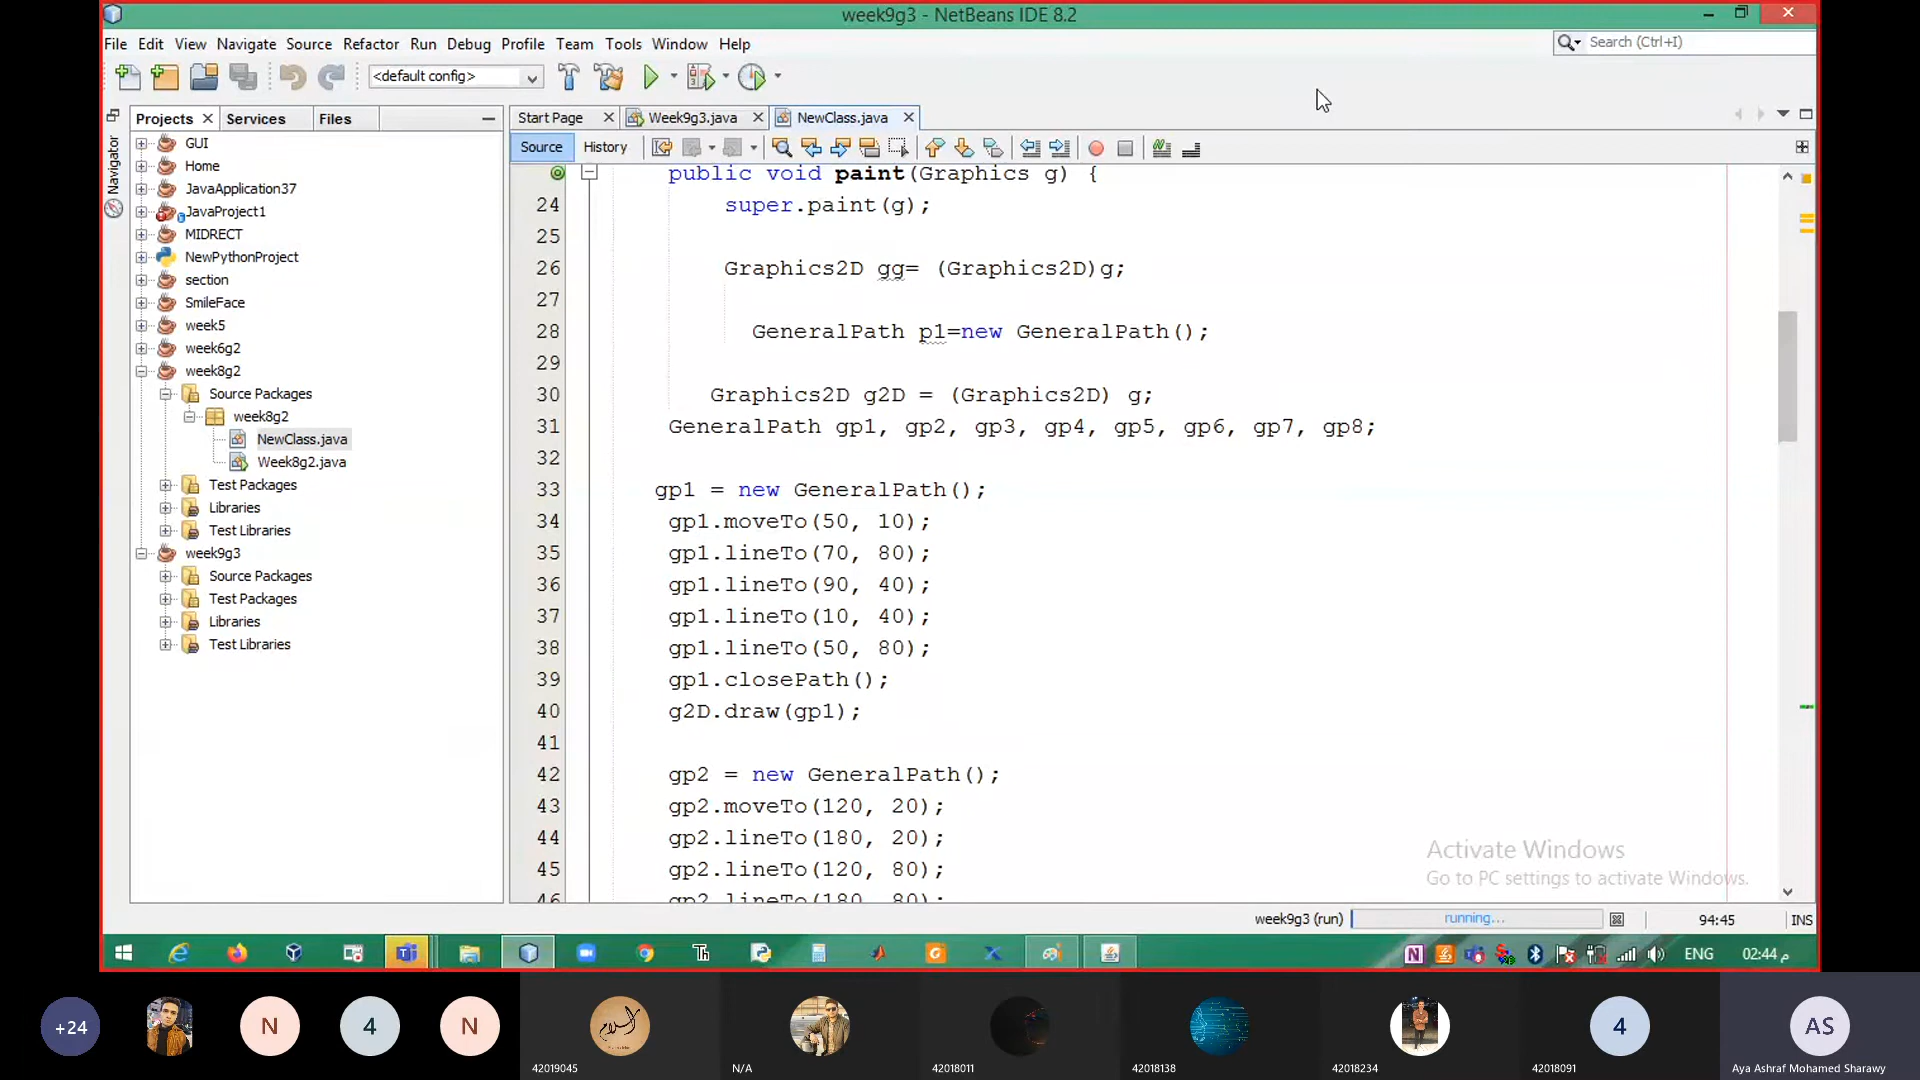 week9g3 - NetBeans IDE 8.2
File Edit View Navigate Source Refactor Run Debug Profile Team Tools Window Help
Search (Ctrl+I)
<default config>
Projects Services Files
Navigator
GUI
Home
JavaApplication37
JavaProject1
MIDRECT
NewPythonProject
section
SmileFace
week5
week6g2
week8g2
Source Packages
week8g2
NewClass.java
Week8g2.java
Test Packages
Libraries
Test Libraries
week9g3
Source Packages
Test Packages
Libraries
Test Libraries
Start Page Week9g3.java NewClass.java
Source History
public void paint(Graphics g) {
24 super.paint(g);
25
26 Graphics2D gg= (Graphics2D)g;
27
28 GeneralPath p1=new GeneralPath();
29
30 Graphics2D g2D = (Graphics2D) g;
31 GeneralPath gp1, gp2, gp3, gp4, gp5, gp6, gp7, gp8;
32
33 gp1 = new GeneralPath();
34 gp1.moveTo(50, 10);
35 gp1.lineTo(70, 80);
36 gp1.lineTo(90, 40);
37 gp1.lineTo(10, 40);
38 gp1.lineTo(50, 80);
39 gp1.closePath();
40 g2D.draw(gp1);
41
42 gp2 = new GeneralPath();
43 gp2.moveTo(120, 20);
44 gp2.lineTo(180, 20);
45 gp2.lineTo(120, 80);
46 gp2.lineTo(180, 80);
Activate Windows
Go to PC settings to activate Windows.
week9g3 (run) running... 94:45 INS
Th
ENG 02:44 م
+24 N 4 N 4 AS
42019045 N/A 42018011 42018138 42018234 42018091 Aya Ashraf Mohamed Sharawy